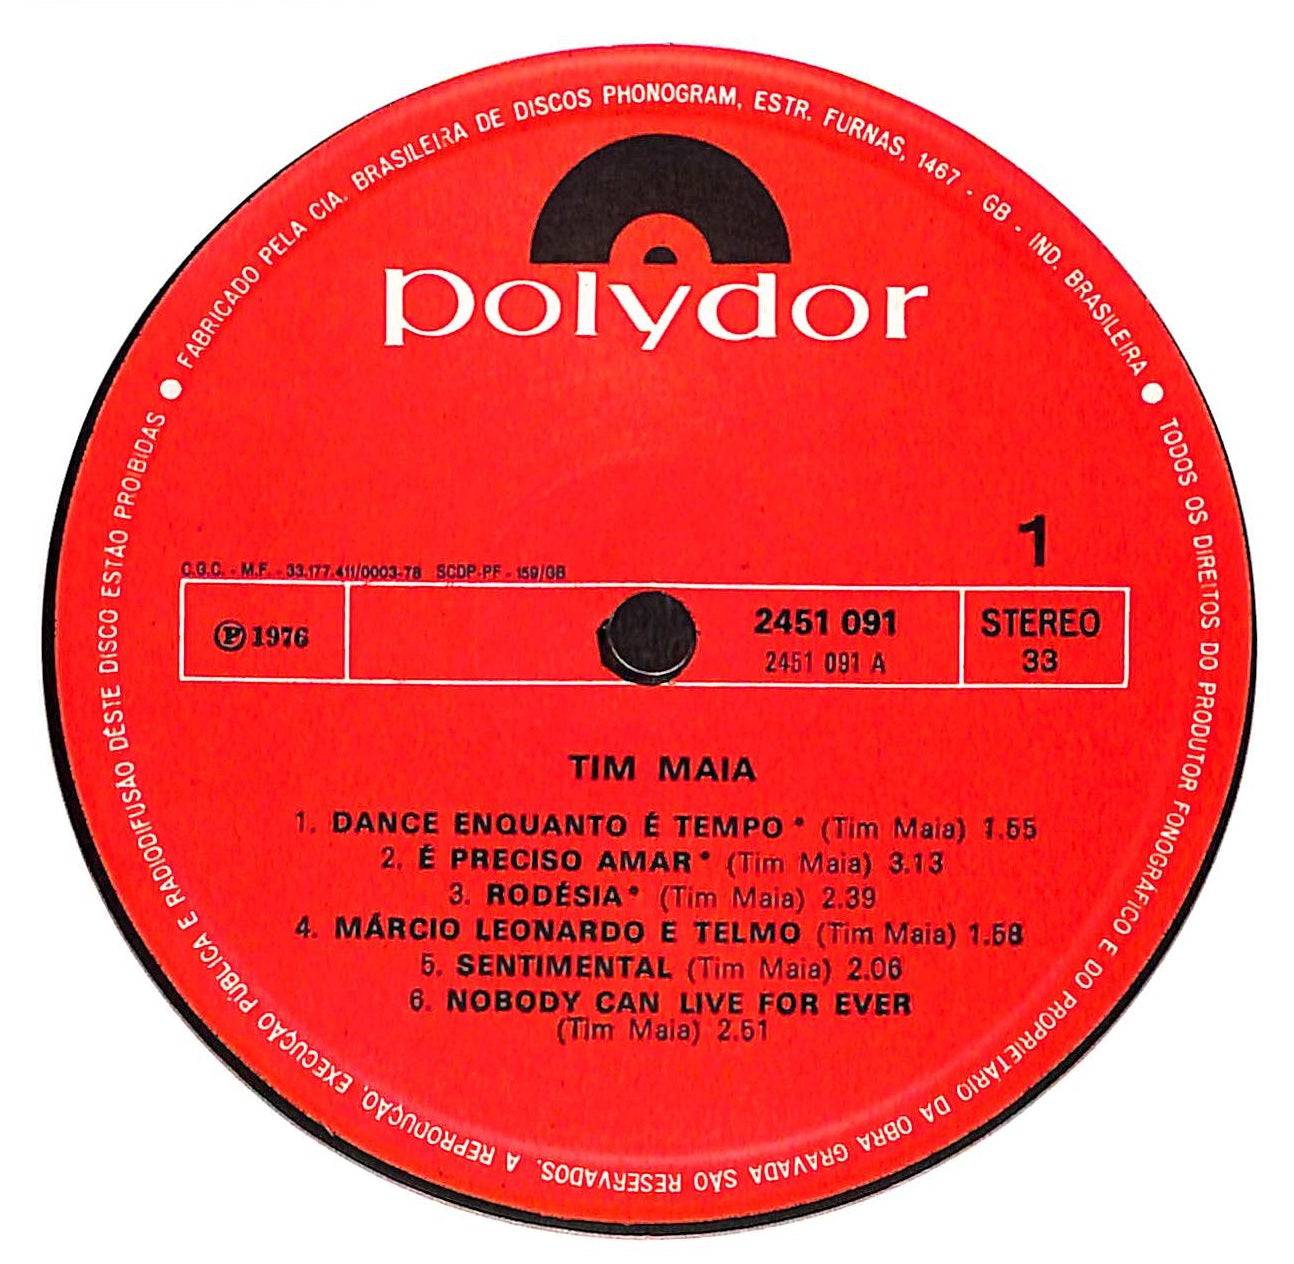 FABRICADO PELA CIA. BRASILEIRA DE DISCOS PHONOGRAM, ESTR. FURNAS, 1467 - GB - IND. BRASILEIRA
polydor
1
C.G.C. - M.F. - 33.177.411/0003-78 SCDP-PF - 159/GB
Ⓟ 1976
2451 091
2451 091 A
STEREO
33
TIM MAIA
1. DANCE ENQUANTO É TEMPO * (Tim Maia) 1.55
2. É PRECISO AMAR * (Tim Maia) 3.13
3. RODÉSIA * (Tim Maia) 2.39
4. MÁRCIO LEONARDO E TELMO (Tim Maia) 1.58
5. SENTIMENTAL (Tim Maia) 2.06
6. NOBODY CAN LIVE FOR EVER
(Tim Maia) 2.51
TODOS OS DIREITOS DO PRODUTOR FONOGRÁFICO E DO PROPRIETÁRIO DA OBRA GRAVADA SÃO RESERVADOS. A REPRODUÇÃO, EXECUÇÃO PÚBLICA E RADIODIFUSÃO DÊSTE DISCO ESTÃO PROIBIDAS